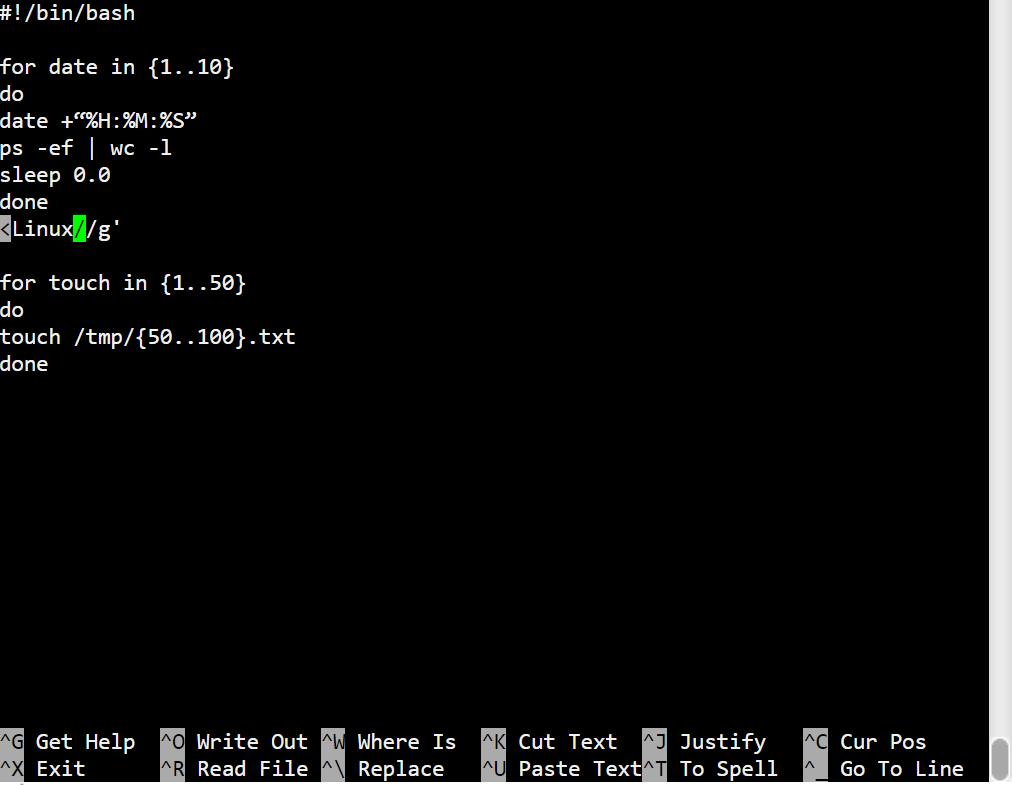 #!/bin/bash
for date in {1..10}
do
date +“%H:%M:%S”
ps -ef | wc -l
sleep 0.0
done
<Linux//g'
for touch in {1..50}
do
touch /tmp/{50..100}.txt
done
^G Get Help ^O Write Out ^W Where Is ^K Cut Text ^J Justify ^C Cur Pos
^X Exit ^R Read File ^\ Replace ^U Paste Text ^T To Spell ^_ Go To Line